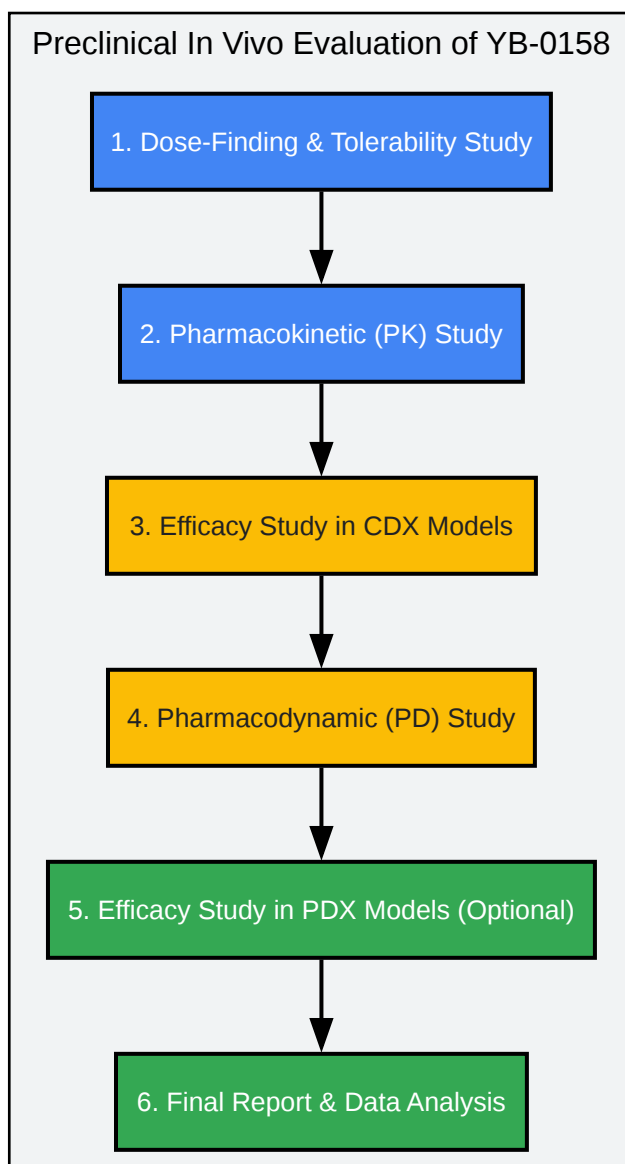 Preclinical In Vivo Evaluation of YB-0158
1. Dose-Finding & Tolerability Study
2. Pharmacokinetic (PK) Study
3. Efficacy Study in CDX Models
4. Pharmacodynamic (PD) Study
5. Efficacy Study in PDX Models (Optional)
6. Final Report & Data Analysis